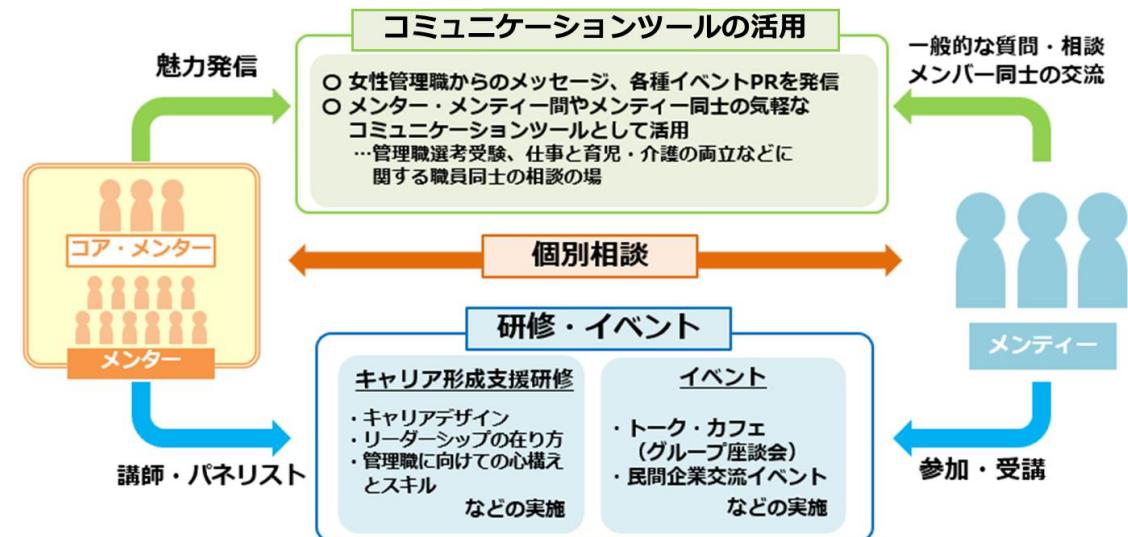 コミュニケーションツールの活用
魅力発信
一般的な質問・相談
メンバー同士の交流
○ 女性管理職からのメッセージ、各種イベントPRを発信
○ メンター・メンティー間やメンティー同士の気軽な
コミュニケーションツールとして活用
…管理職選考受験、仕事と育児・介護の両立などに
関する職員同士の相談の場
コア・メンター
メンター
個別相談
メンティー
研修・イベント
キャリア形成支援研修
・キャリアデザイン
・リーダーシップの在り方
・管理職に向けての心構え
とスキル
などの実施
イベント
・トーク・カフェ
（グループ座談会）
・民間企業交流イベント
などの実施
講師・パネリスト
参加・受講